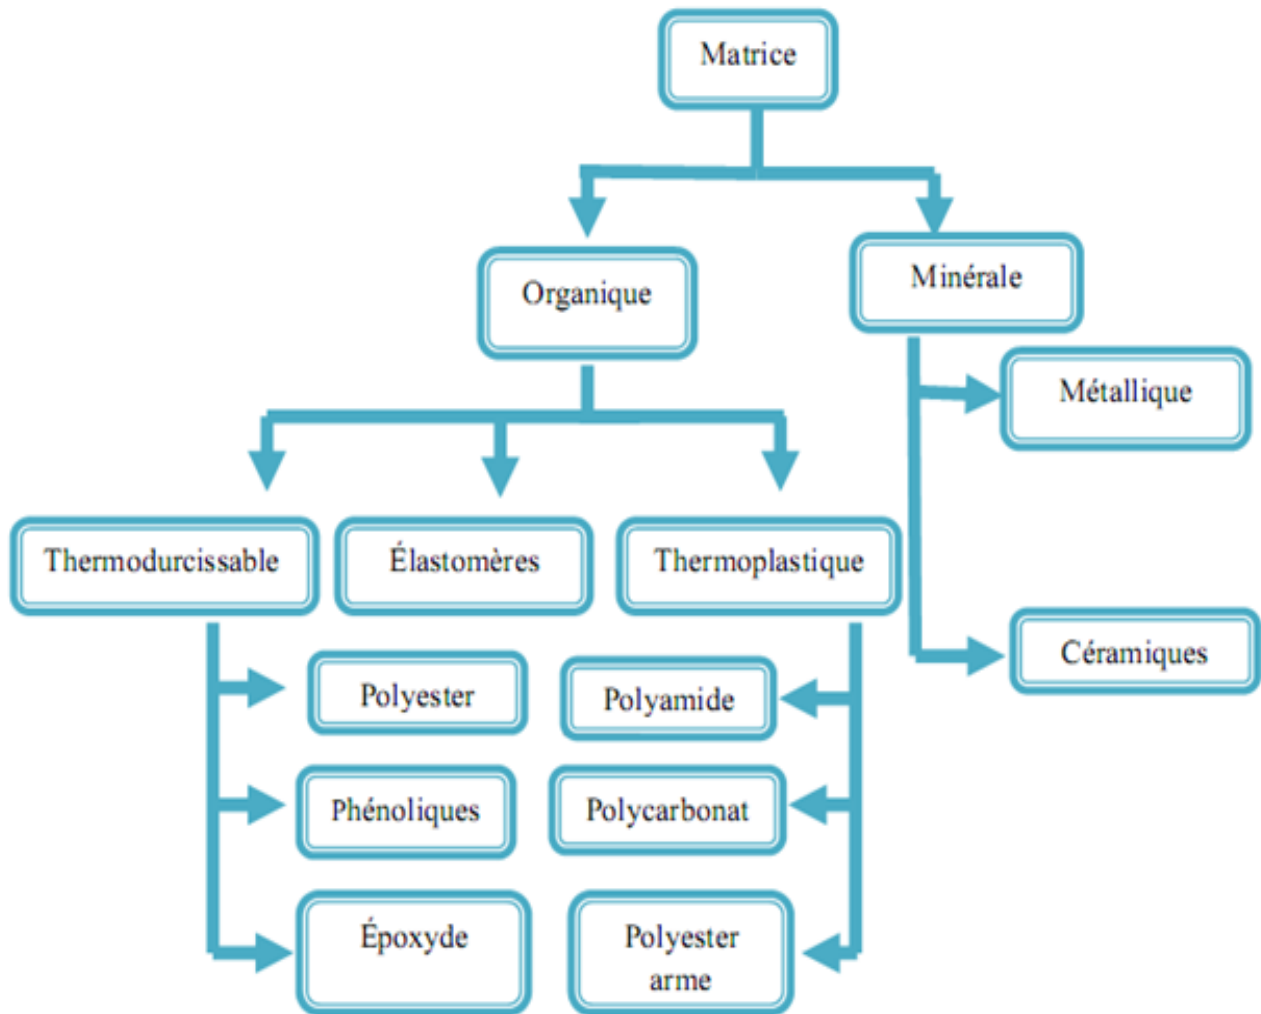 Matrice
Organique
Minérale
Métallique
Thermodurcissable
Élastomères
Thermoplastique
Céramiques
Polyester
Polyamide
Phénoliques
Polycarbonat
Époxyde
Polyester
arme